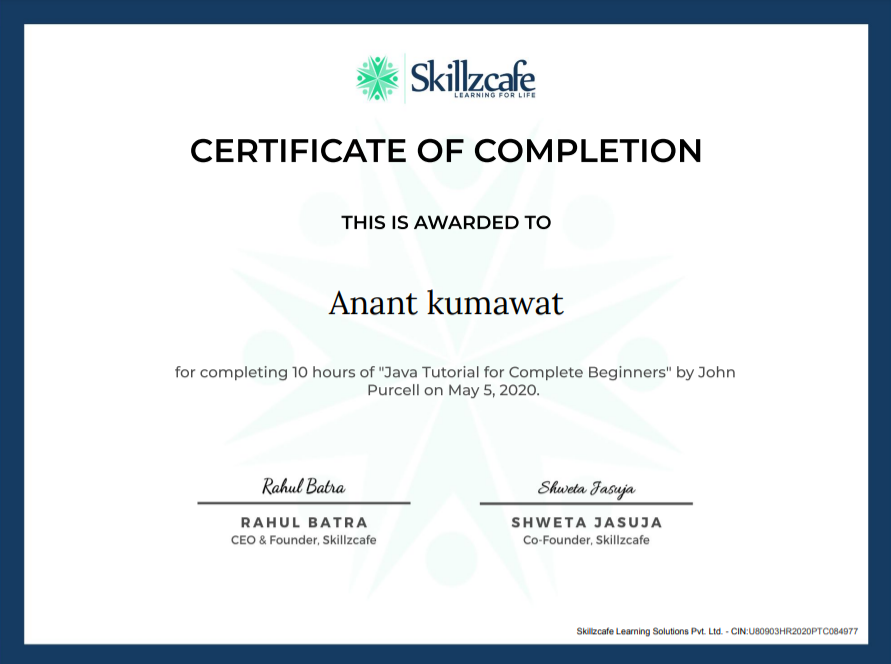 Skillzcafe
LEARNING FOR LIFE
CERTIFICATE OF COMPLETION
THIS IS AWARDED TO
Anant kumawat
for completing 10 hours of "Java Tutorial for Complete Beginners" by John
Purcell on May 5, 2020.
Rahul Batra
RAHUL BATRA
CEO & Founder, Skillzcafe
Shweta Jasuja
SHWETA JASUJA
Co-Founder, Skillzcafe
Skillzcafe Learning Solutions Pvt. Ltd. - CIN:U80903HR2020PTC084977